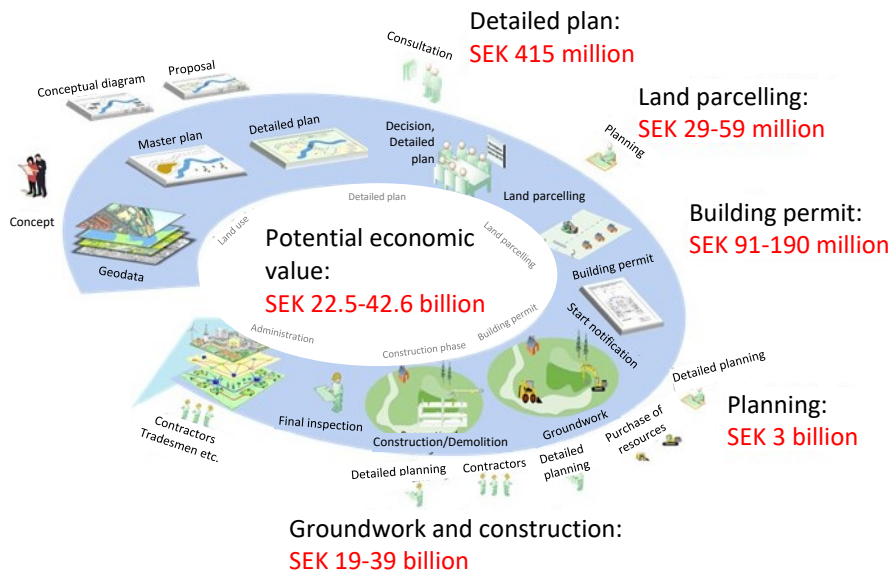 Detailed plan:
SEK 415 million
Consultation
Proposal
Conceptual diagram
Land parcelling:
SEK 29-59 million
Planning
Master plan
Detailed plan
Decision,
Detailed
plan
Land parcelling
Concept
Geodata
Land use
Detailed plan
Land parcelling
Building permit:
SEK 91-190 million
Potential economic
value:
SEK 22.5-42.6 billion
Building permit
Start notification
Administration
Construction phase
Building permit
Detailed planning
Planning:
SEK 3 billion
Contractors
Tradesmen etc.
Final inspection
Construction/Demolition
Groundwork
Purchase of
resources
Detailed planning
Contractors
Detailed
planning
Groundwork and construction:
SEK 19-39 billion